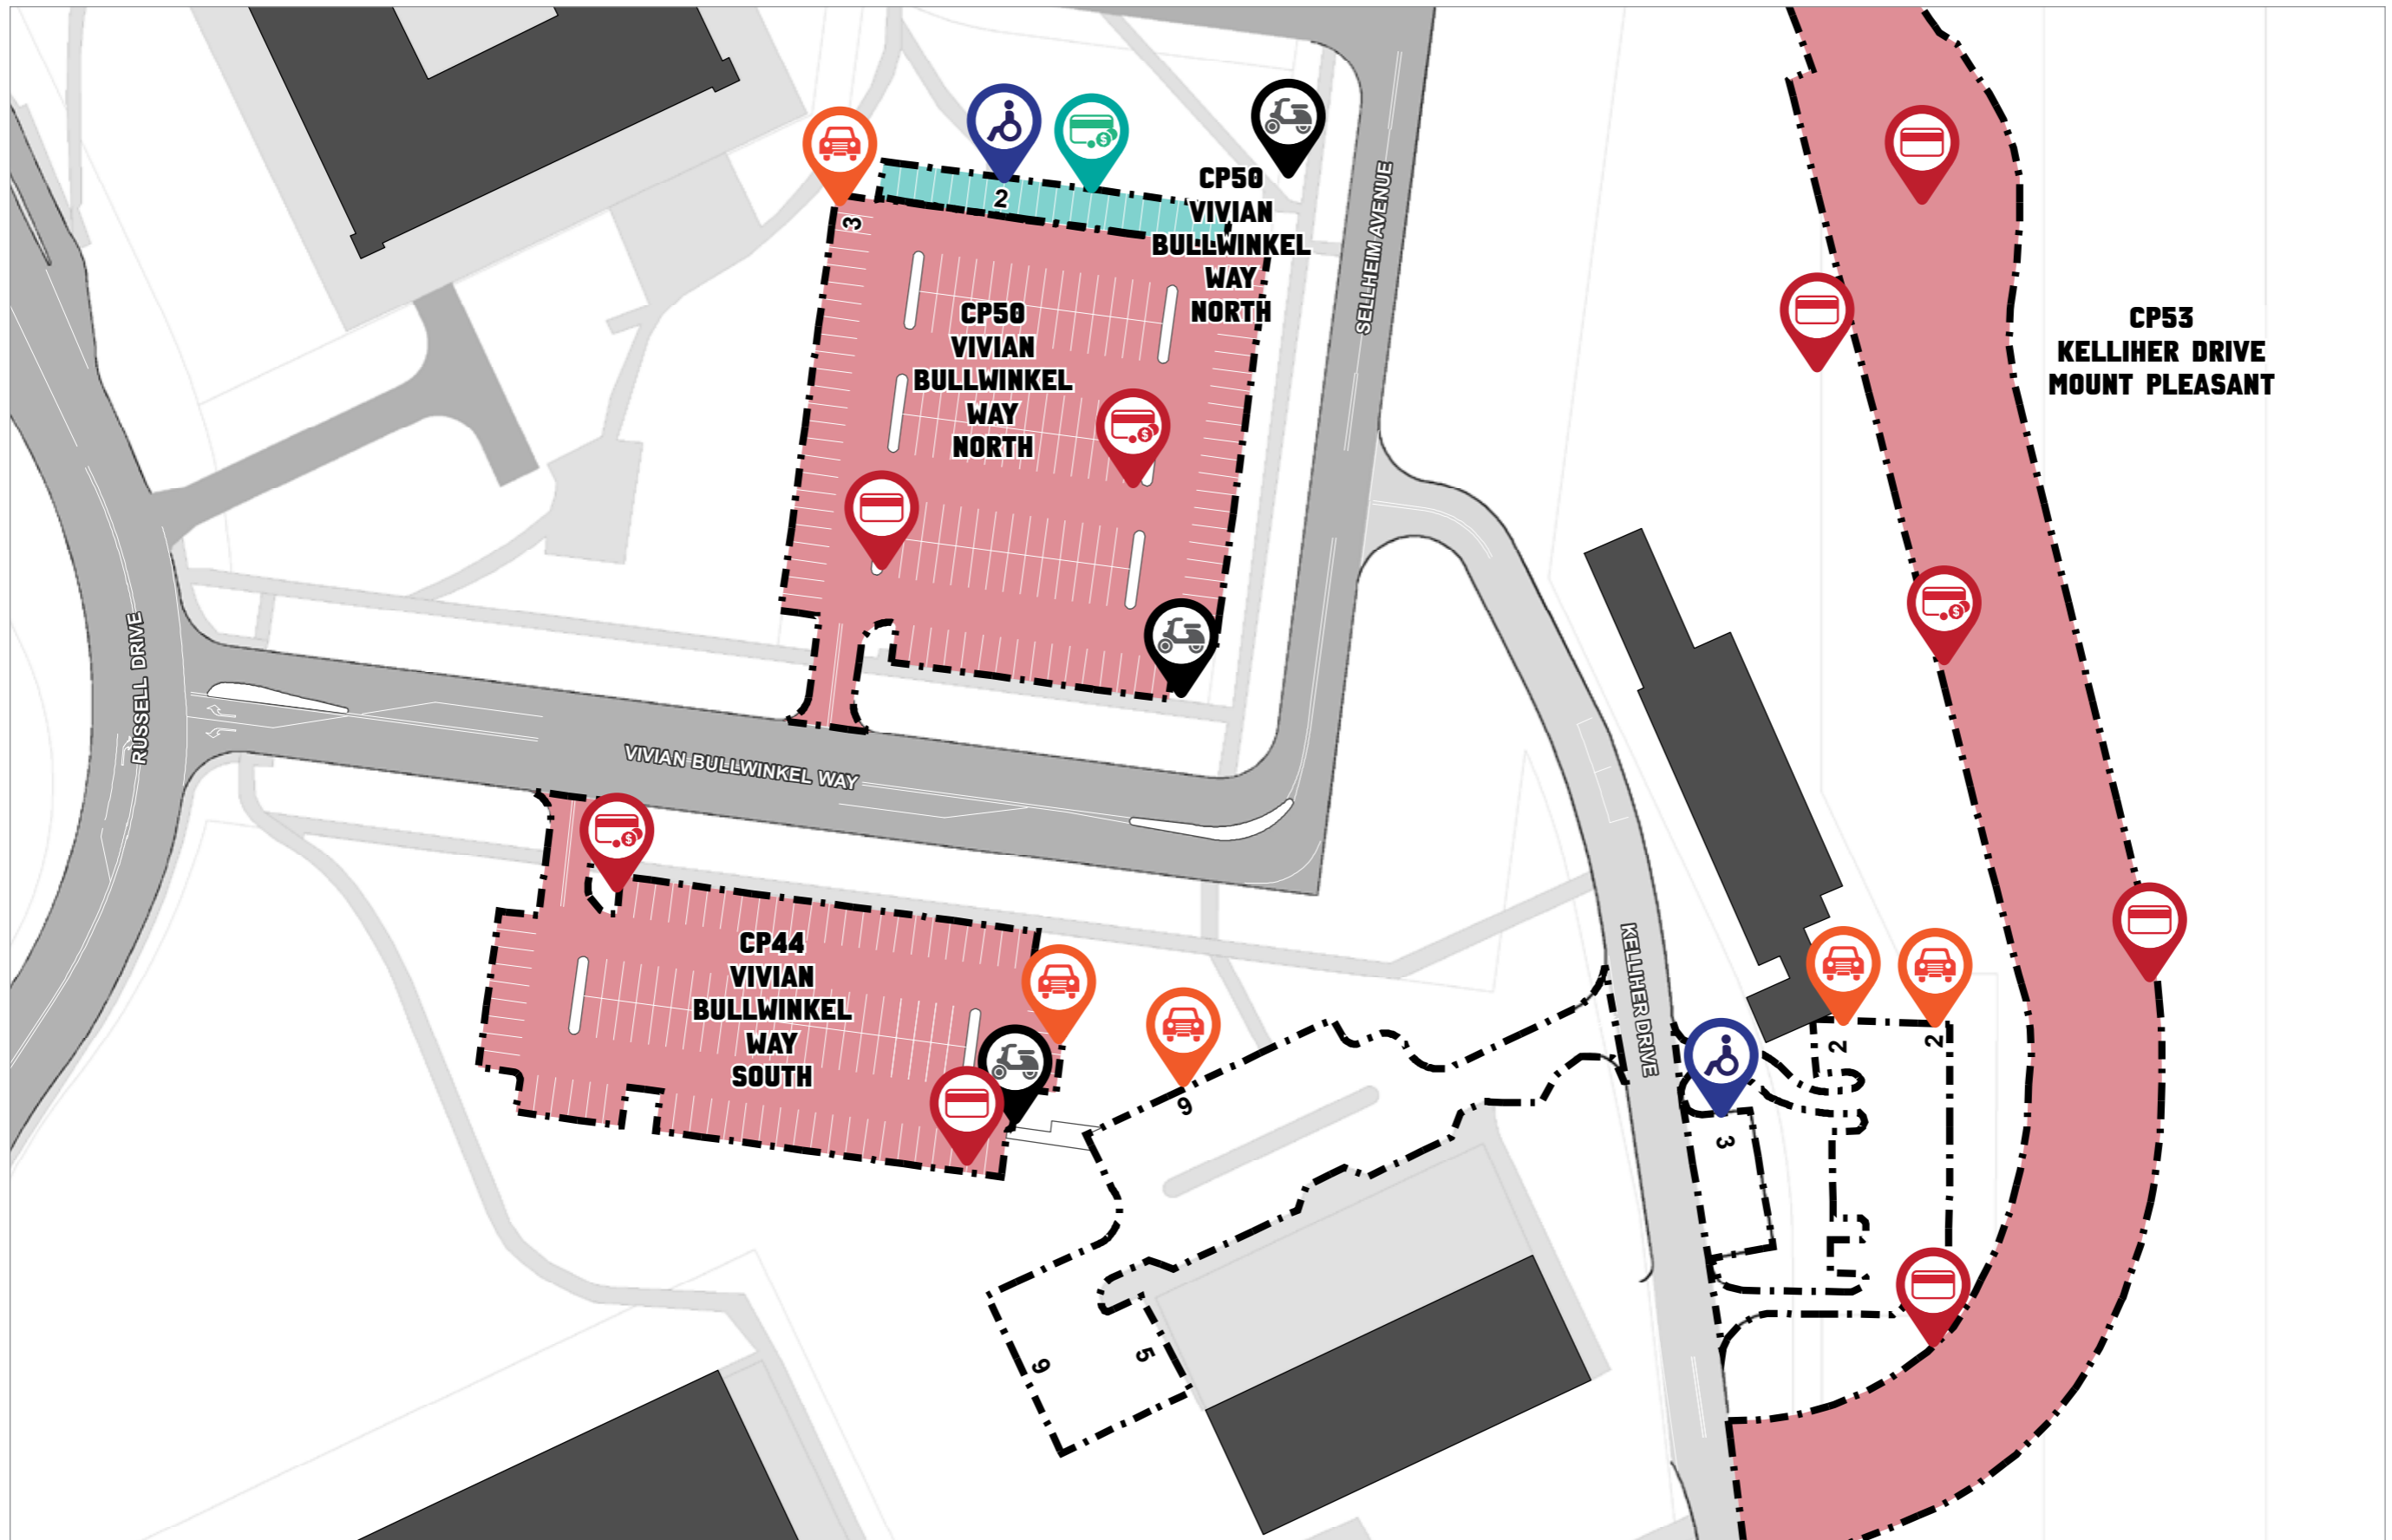 2
3
CP50
VIVIAN
BULLWINKEL
WAY
NORTH
CP50
VIVIAN
BULLWINKEL
WAY
NORTH
SELLHEIM AVENUE
CP53
KELLIHER DRIVE
MOUNT PLEASANT
RUSSELL DRIVE
VIVIAN BULLWINKEL WAY
CP44
VIVIAN
BULLWINKEL
WAY
SOUTH
KELLIHER DRIVE
2
2
9
3
9
5
$
$
$
$